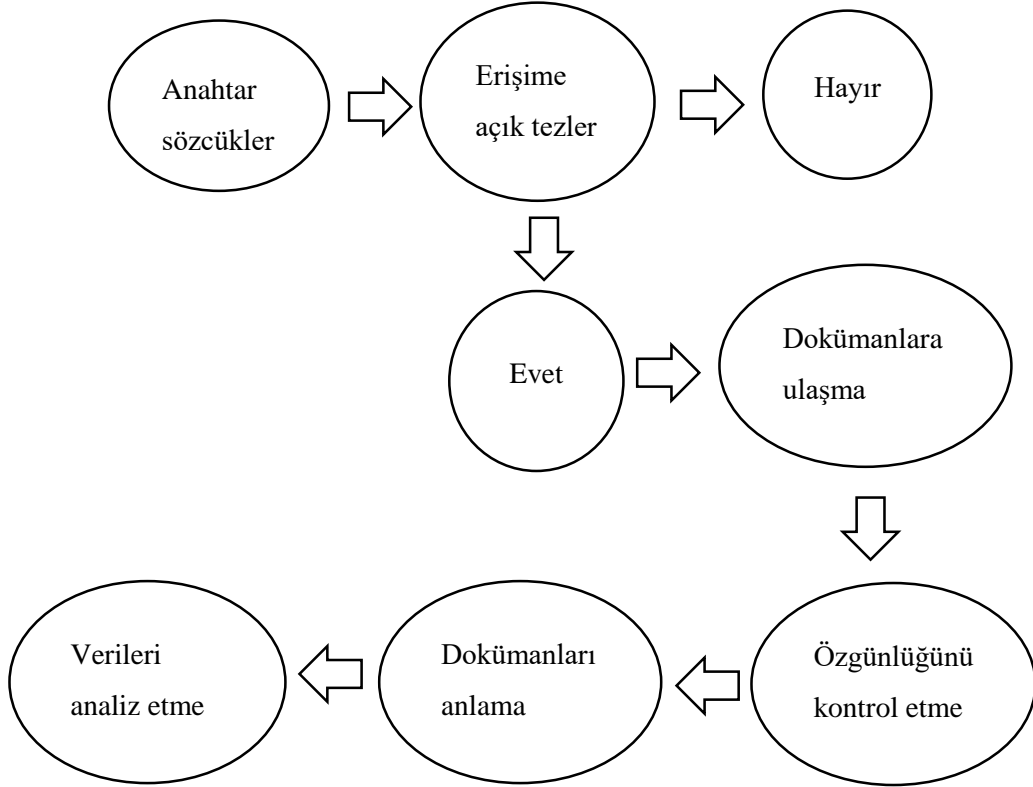 Anahtar
sözcükler
Erişime
açık tezler
Hayır
Evet
Dokümanlara
ulaşma
Özgünlüğünü
kontrol etme
Dokümanları
anlama
Verileri
analiz etme